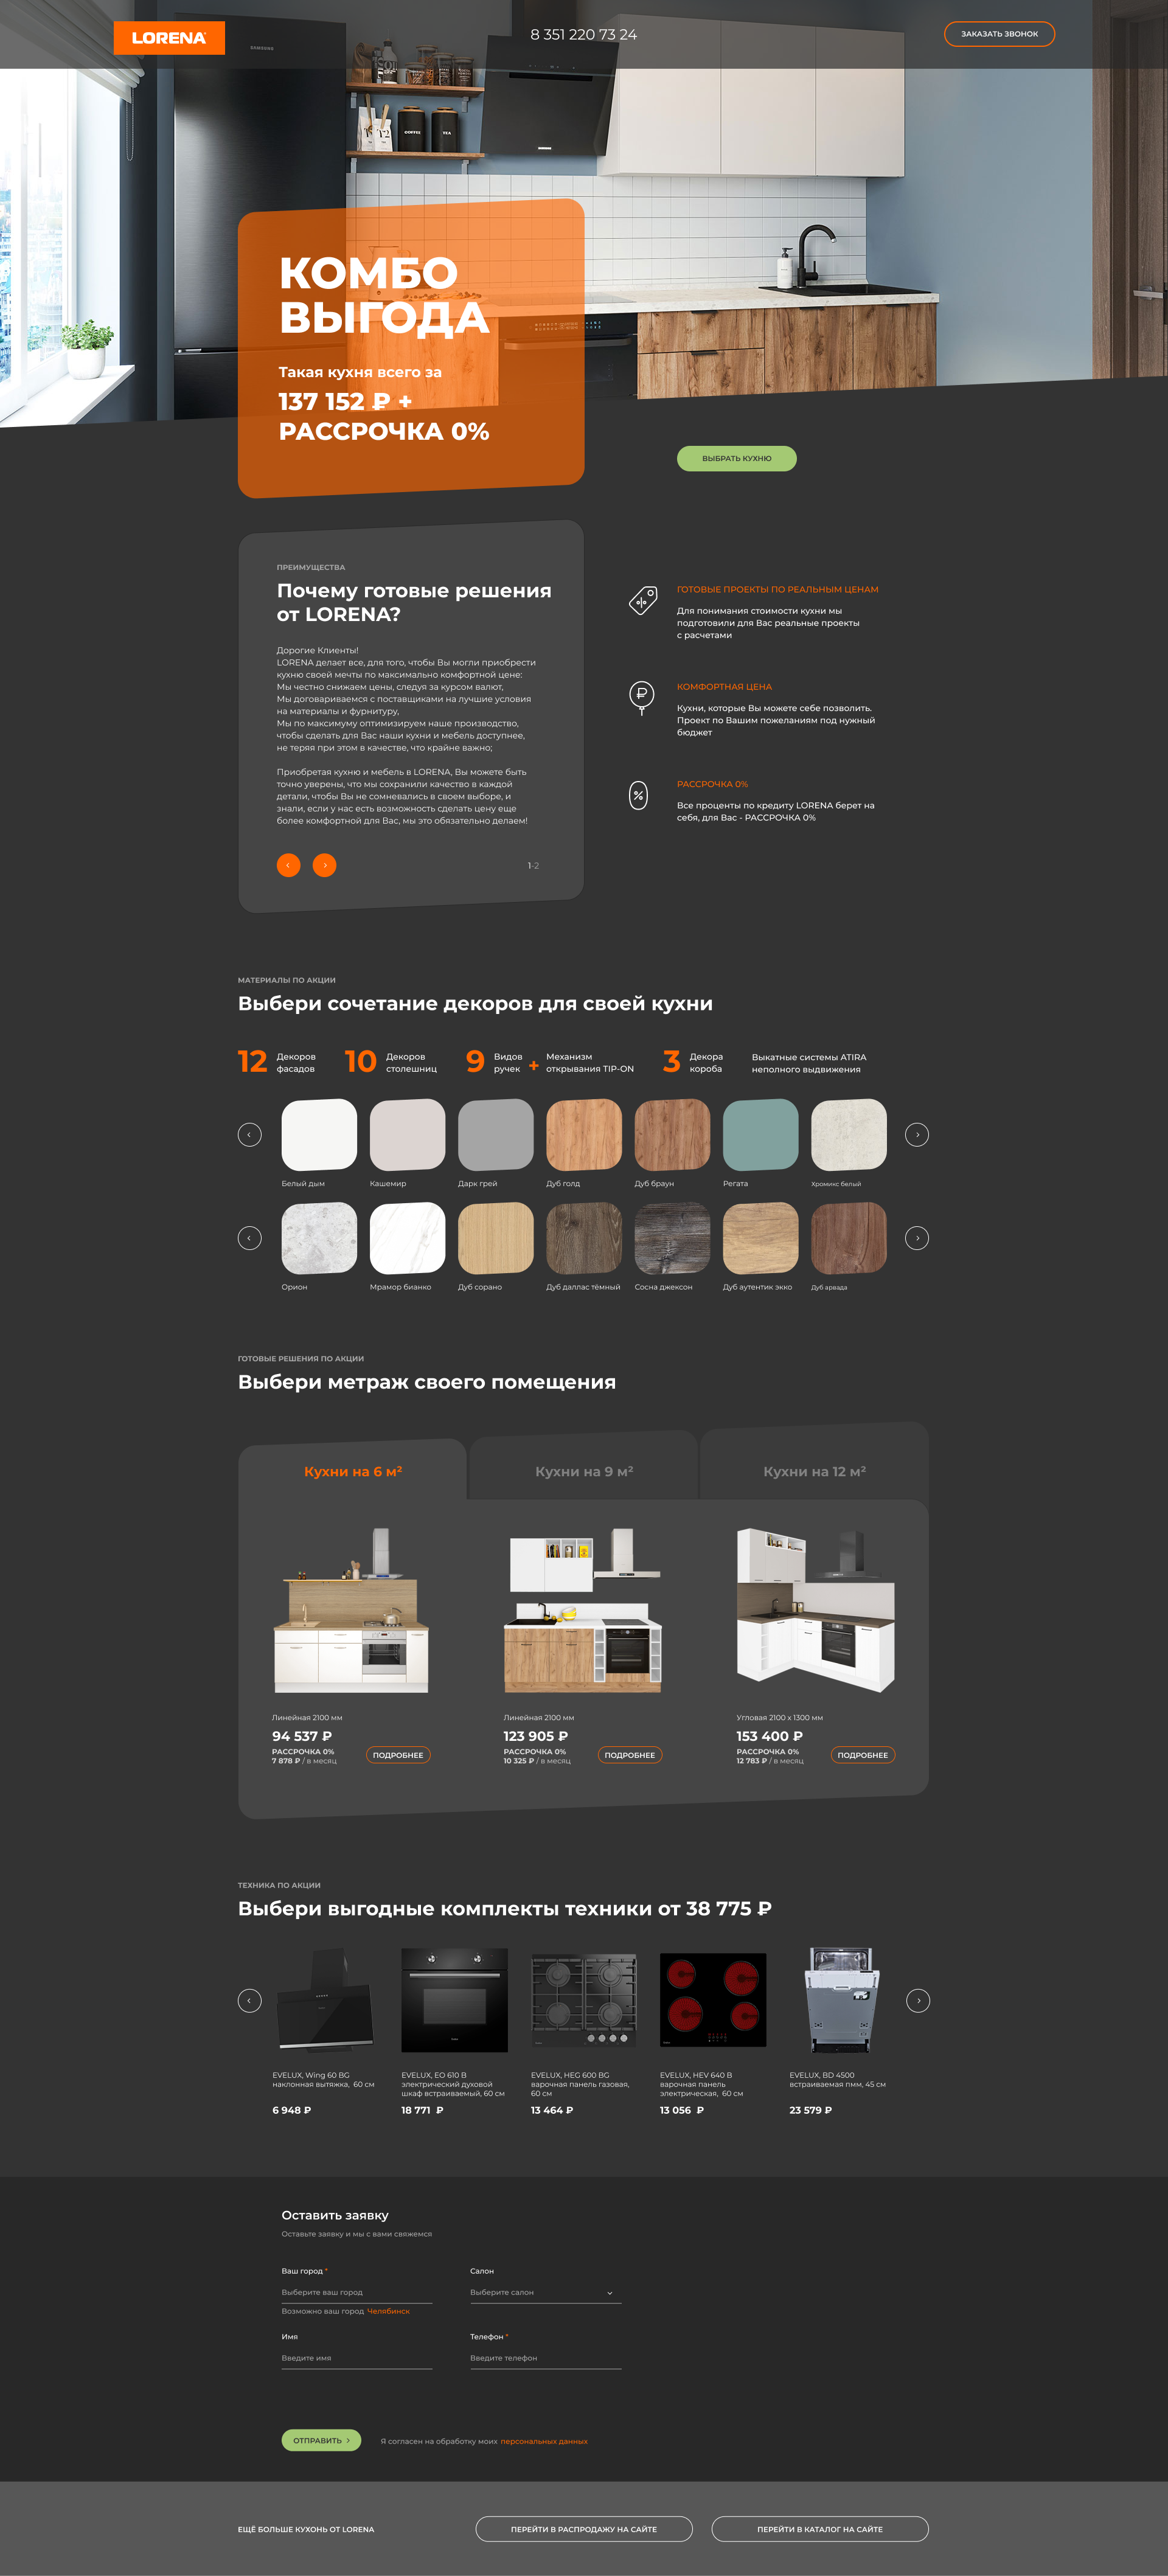 LORENA
SAMSUNG
8 351 220 73 24
ЗАКАЗАТЬ ЗВОНОК
COFFEE
TEA
КОМБО
ВЫГОДА
Такая кухня всего за
137 152 ₽ +
РАССРОЧКА 0%
ВЫБРАТЬ КУХНЮ
ПРЕИМУЩЕСТВА
Почему готовые решения
от LORENA?
Дорогие Клиенты!
LORENA делает все, для того, чтобы Вы могли приобрести
кухню своей мечты по максимально комфортной цене:
Мы честно снижаем цены, следуя за курсом валют,
Мы договариваемся с поставщиками на лучшие условия
на материалы и фурнитуру,
Мы по максимуму оптимизируем наше производство,
чтобы сделать для Вас наши кухни и мебель доступнее,
не теряя при этом в качестве, что крайне важно;
Приобретая кухню и мебель в LORENA, Вы можете быть
точно уверены, что мы сохранили качество в каждой
детали, чтобы Вы не сомневались в своем выборе, и
знали, если у нас есть возможность сделать цену еще
более комфортной для Вас, мы это обязательно делаем!
1-2
ГОТОВЫЕ ПРОЕКТЫ ПО РЕАЛЬНЫМ ЦЕНАМ
Для понимания стоимости кухни мы
подготовили для Вас реальные проекты
с расчетами
КОМФОРТНАЯ ЦЕНА
Кухни, которые Вы можете себе позволить.
Проект по Вашим пожеланиям под нужный
бюджет
РАССРОЧКА 0%
Все проценты по кредиту LORENA берет на
себя, для Вас - РАССРОЧКА 0%
МАТЕРИАЛЫ ПО АКЦИИ
Выбери сочетание декоров для своей кухни
12 Декоров фасадов
10 Декоров столешниц
9 Видов ручек + Механизм открывания TIP-ON
3 Декора короба
Выкатные системы ATIRA
неполного выдвижения
Белый дым
Кашемир
Дарк грей
Дуб голд
Дуб браун
Регата
Хромикс белый
Орион
Мрамор бианко
Дуб сорано
Дуб даллас тёмный
Сосна джексон
Дуб аутентик экко
Дуб арвада
ГОТОВЫЕ РЕШЕНИЯ ПО АКЦИИ
Выбери метраж своего помещения
Кухни на 6 м²
Кухни на 9 м²
Кухни на 12 м²
Линейная 2100 мм
94 537 ₽
РАССРОЧКА 0%
7 878 ₽ / в месяц
ПОДРОБНЕЕ
Линейная 2100 мм
123 905 ₽
РАССРОЧКА 0%
10 325 ₽ / в месяц
ПОДРОБНЕЕ
Угловая 2100 х 1300 мм
153 400 ₽
РАССРОЧКА 0%
12 783 ₽ / в месяц
ПОДРОБНЕЕ
ТЕХНИКА ПО АКЦИИ
Выбери выгодные комплекты техники от 38 775 ₽
EVELUX, Wing 60 BG
наклонная вытяжка, 60 см
6 948 ₽
EVELUX, EO 610 B
электрический духовой
шкаф встраиваемый, 60 см
18 771 ₽
EVELUX, HEG 600 BG
варочная панель газовая,
60 см
13 464 ₽
EVELUX, HEV 640 B
варочная панель
электрическая, 60 см
13 056 ₽
EVELUX, BD 4500
встраиваемая пмм, 45 см
23 579 ₽
Оставить заявку
Оставьте заявку и мы с вами свяжемся
Ваш город *
Салон
Выберите ваш город
Выберите салон
Возможно ваш город Челябинск
Имя
Телефон *
Введите имя
Введите телефон
ОТПРАВИТЬ
Я согласен на обработку моих персональных данных
ЕЩЁ БОЛЬШЕ КУХОНЬ ОТ LORENA
ПЕРЕЙТИ В РАСПРОДАЖУ НА САЙТЕ
ПЕРЕЙТИ В КАТАЛОГ НА САЙТЕ